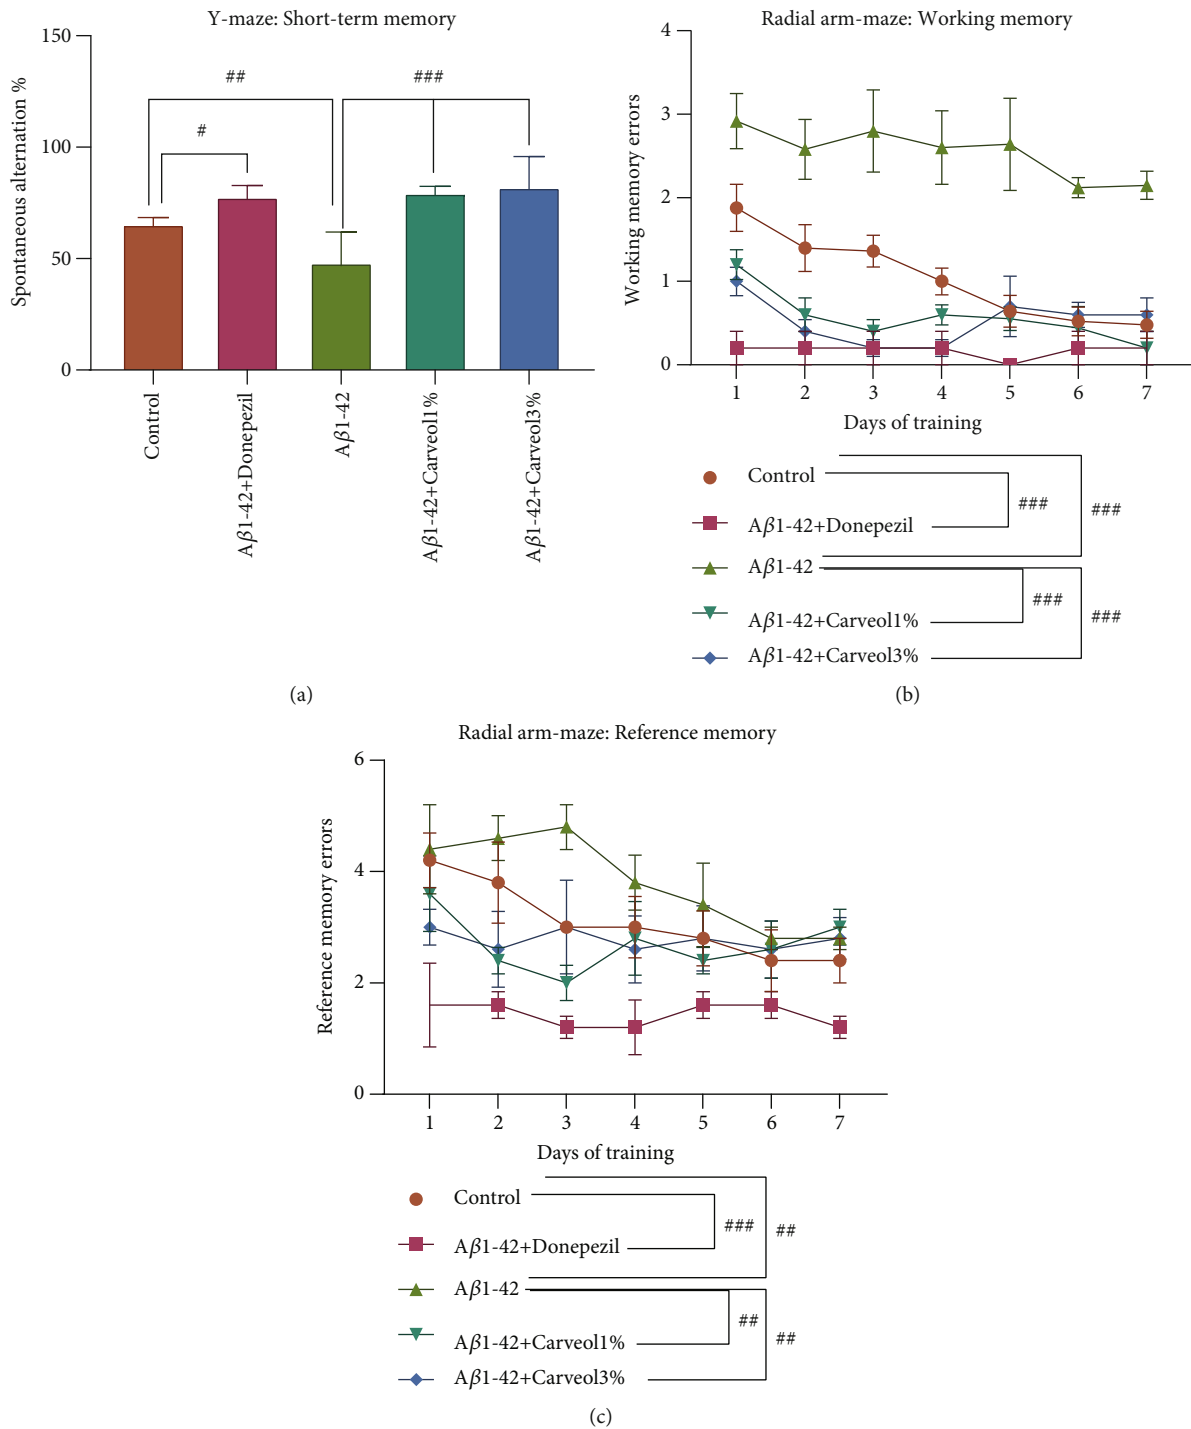 Y-maze: Short-term memory
150
100
50
0
Spontaneous alternation %
##
###
#
Control
Aβ1-42+Donepezil
Aβ1-42
Aβ1-42+Carveol1%
Aβ1-42+Carveol3%
(a)
Radial arm-maze: Working memory
4
3
2
1
0
Working memory errors
1 2 3 4 5 6 7
Days of training
Control
###
###
Aβ1-42+Donepezil
Aβ1-42
###
###
Aβ1-42+Carveol1%
Aβ1-42+Carveol3%
(b)
Radial arm-maze: Reference memory
6
4
2
0
Reference memory errors
1 2 3 4 5 6 7
Days of training
Control
###
##
Aβ1-42+Donepezil
Aβ1-42
##
##
Aβ1-42+Carveol1%
Aβ1-42+Carveol3%
(c)